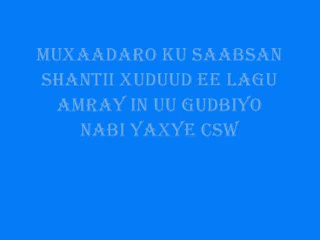 MUXAADARO KU SAABSAN
SHANTII XUDUUD EE LAGU
AMRAY IN UU GUDBIYO
NABI YAXYE CSW